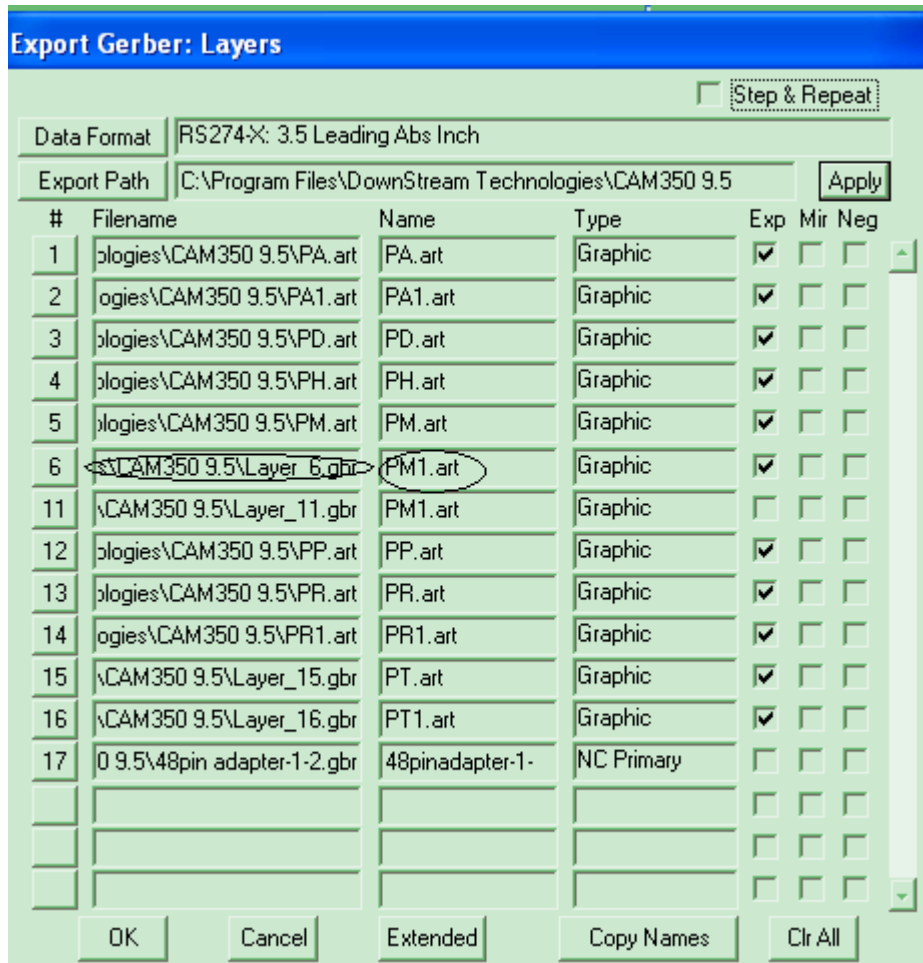 Export Gerber: Layers
Step & Repeat
Data Format RS274-X: 3.5 Leading Abs Inch
Export Path C:\Program Files\DownStream Technologies\CAM350 9.5 Apply
# Filename Name Type Exp Mir Neg
1 ologies\CAM350 9.5\PA.art PA.art Graphic
2 ogies\CAM350 9.5\PA1.art PA1.art Graphic
3 ologies\CAM350 9.5\PD.art PD.art Graphic
4 ologies\CAM350 9.5\PH.art PH.art Graphic
5 ologies\CAM350 9.5\PM.art PM.art Graphic
6 \CAM350 9.5\Layer_6.gbr PM1.art Graphic
11 \CAM350 9.5\Layer_11.gbr PM1.art Graphic
12 ologies\CAM350 9.5\PP.art PP.art Graphic
13 ologies\CAM350 9.5\PR.art PR.art Graphic
14 ogies\CAM350 9.5\PR1.art PR1.art Graphic
15 \CAM350 9.5\Layer_15.gbr PT.art Graphic
16 \CAM350 9.5\Layer_16.gbr PT1.art Graphic
17 0 9.5\48pin adapter-1-2.gbr 48pinadapter-1- NC Primary
OK Cancel Extended Copy Names Clr All